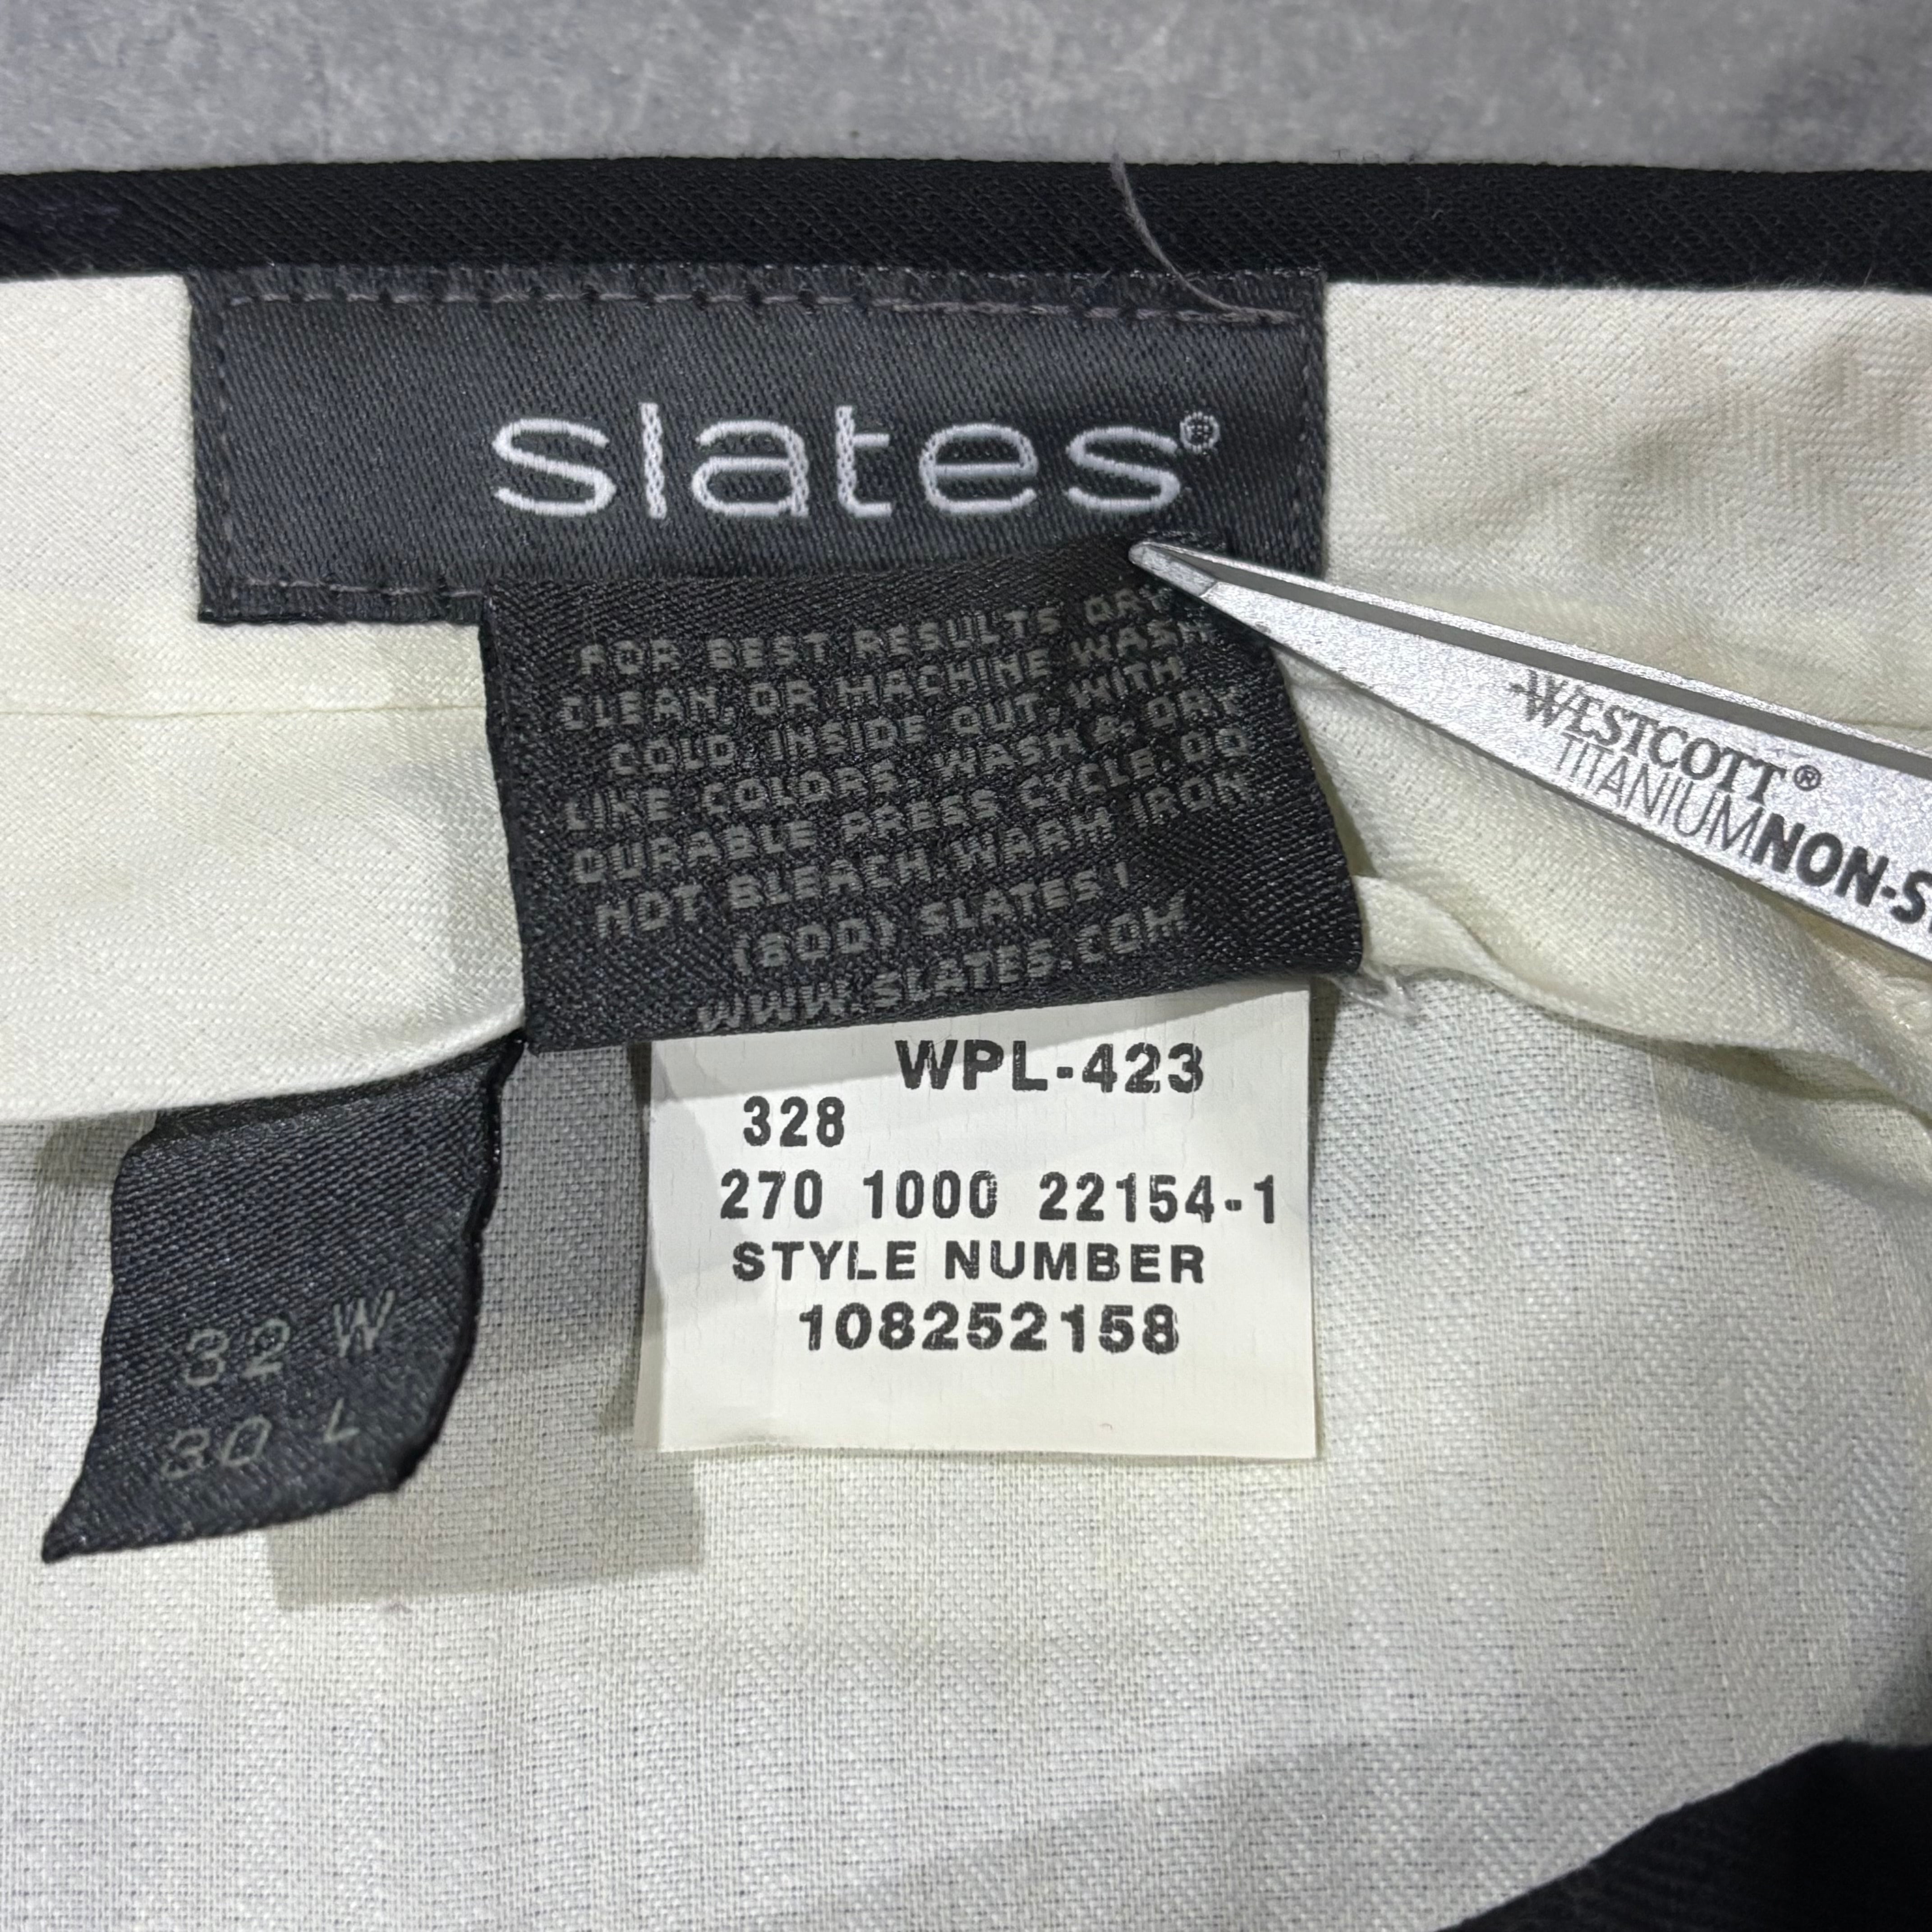 slates®
FOR BEST RESULTS DRY
CLEAN, OR MACHINE WASH
COLD, INSIDE OUT, WITH
LIKE COLORS. WASH & DRY
DURABLE PRESS CYCLE. DO
NOT BLEACH. WARM IRON.
(800) SLATES1
WWW.SLATES.COM
WESTCOTT®
TITANIUM NON-S
WPL-423
328
270 1000 22154-1
STYLE NUMBER
108252158
32 W
30 L